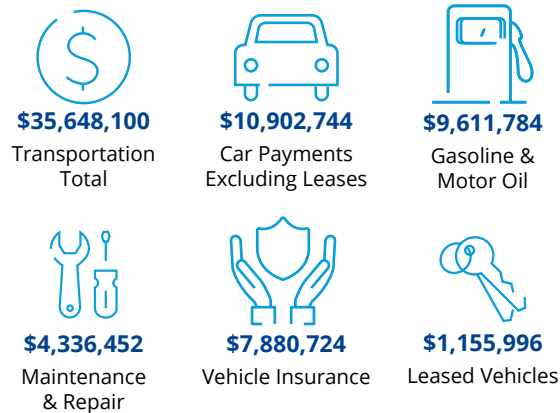 $35,648,100
Transportation
Total
$10,902,744
Car Payments
Excluding Leases
$9,611,784
Gasoline &
Motor Oil
$4,336,452
Maintenance
& Repair
$7,880,724
Vehicle Insurance
$1,155,996
Leased Vehicles